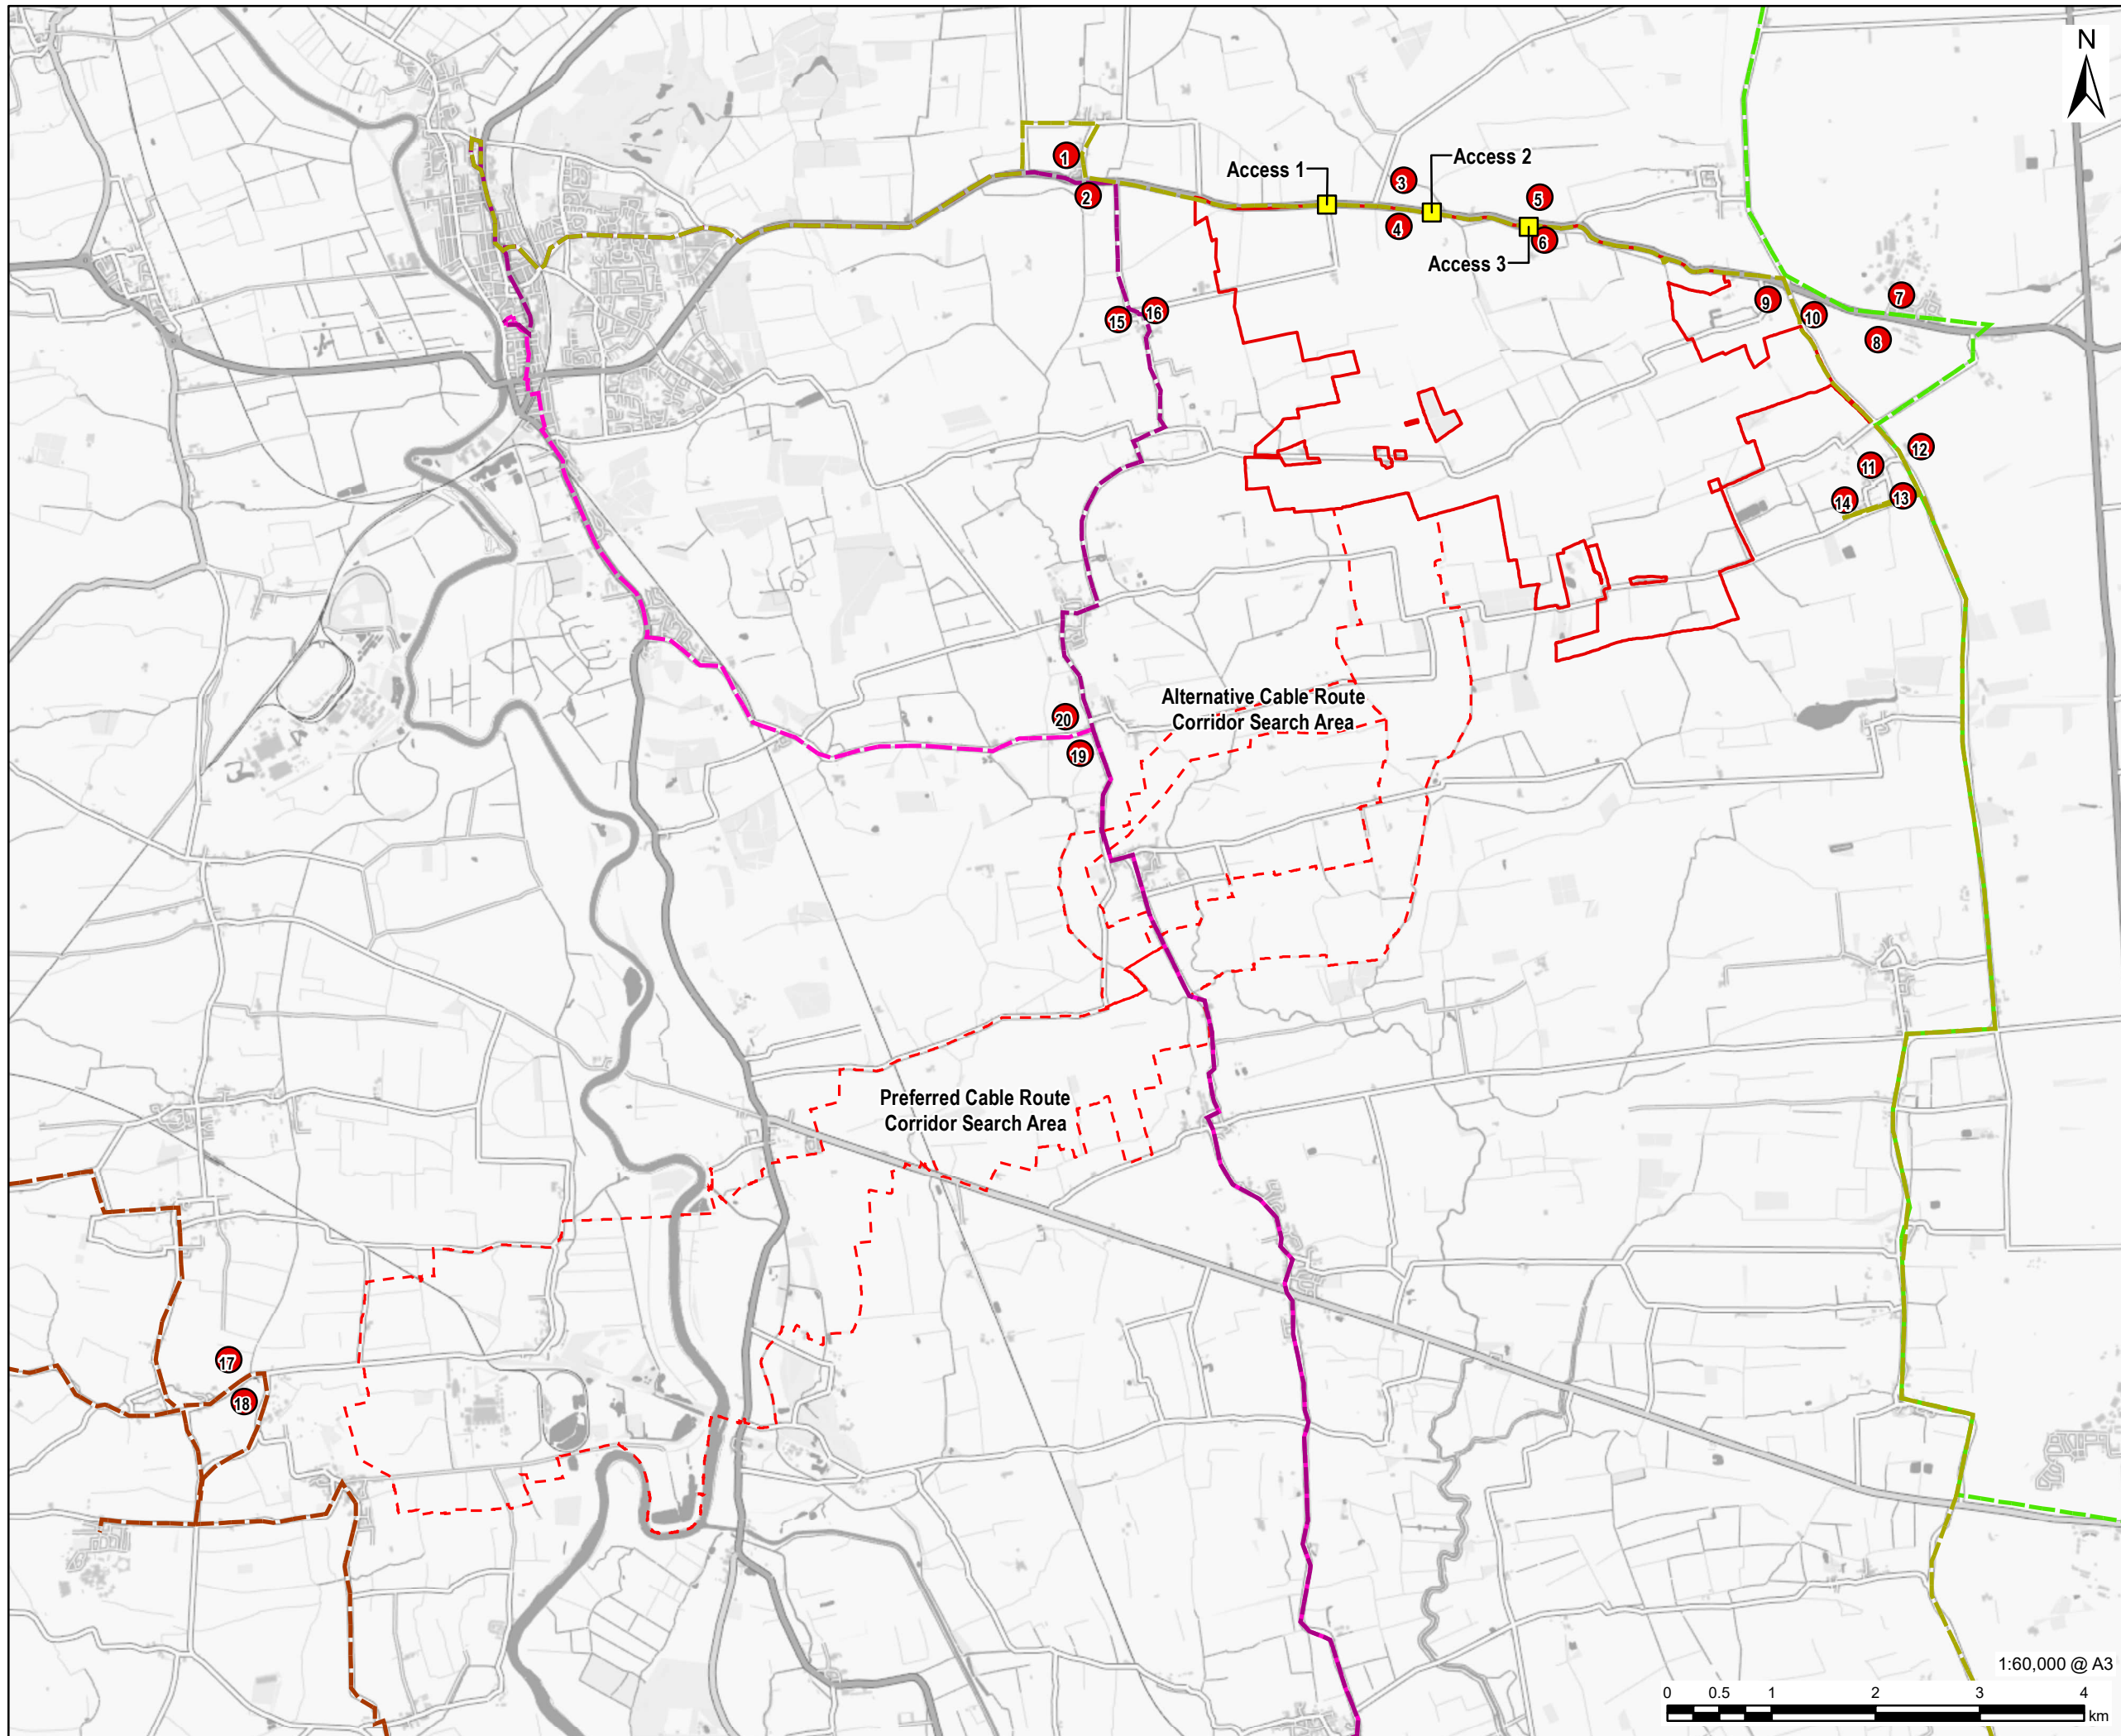 N
1
2
Access 1
3
Access 2
4
5
6
Access 3
7
8
9
10
15
16
11
12
13
14
20
19
Alternative Cable Route
Corridor Search Area
Preferred Cable Route
Corridor Search Area
17
18
1:60,000 @ A3
0 0.5 1 2 3 4
km